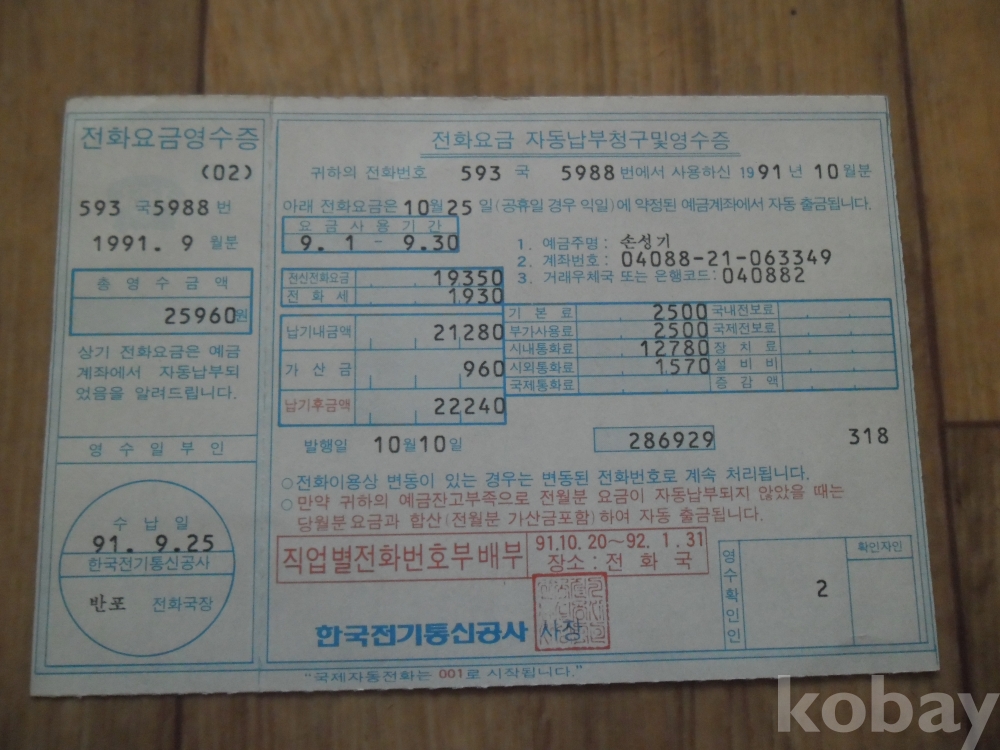 전화요금영수증
(02)
593 국 5988 번
1991. 9 월분
총 영 수 금 액
25960 원
상기 전화요금은 예금
계좌에서 자동납부되
었음을 알려드립니다.
영 수 일 부 인
수 납 일
91. 9.25
한국전기통신공사
반포 전화국장
전화요금 자동납부청구및영수증
귀하의 전화번호 593 국 5988 번에서 사용하신 1991 년 10 월분
아래 전화요금은 10 월 25 일 (공휴일 경우 익일)에 약정된 예금계좌에서 자동 출금됩니다.
요 금 사 용 기 간
9. 1 - 9.30
1. 예금주명 : 손성기
2. 계좌번호 : 04088-21-063349
3. 거래우체국 또는 은행코드 : 040882
전신전화요금 19350
전 화 세 1930
납기내금액 21280
가 산 금 960
납기후금액 22240
기 본 료 2500 국내전보료
부가사용료 2500 국제전보료
시내통화료 12780 장 치 료
시외통화료 1570 설 비 비
국제통화료 증 감 액
발행일 10 월 10 일 286929 318
○ 전화이용상 변동이 있는 경우는 변동된 전화번호로 계속 처리됩니다.
○ 만약 귀하의 예금잔고부족으로 전월분 요금이 자동납부되지 않았을 때는
당월분요금과 합산(전월분 가산금포함)하여 자동 출금됩니다.
직업별전화번호부배부 91.10.20~92. 1. 31
장소 : 전 화 국
한국전기통신공사 사장
영수확인인
2
확인자인
"국제자동전화는 001로 시작됩니다."
kobay